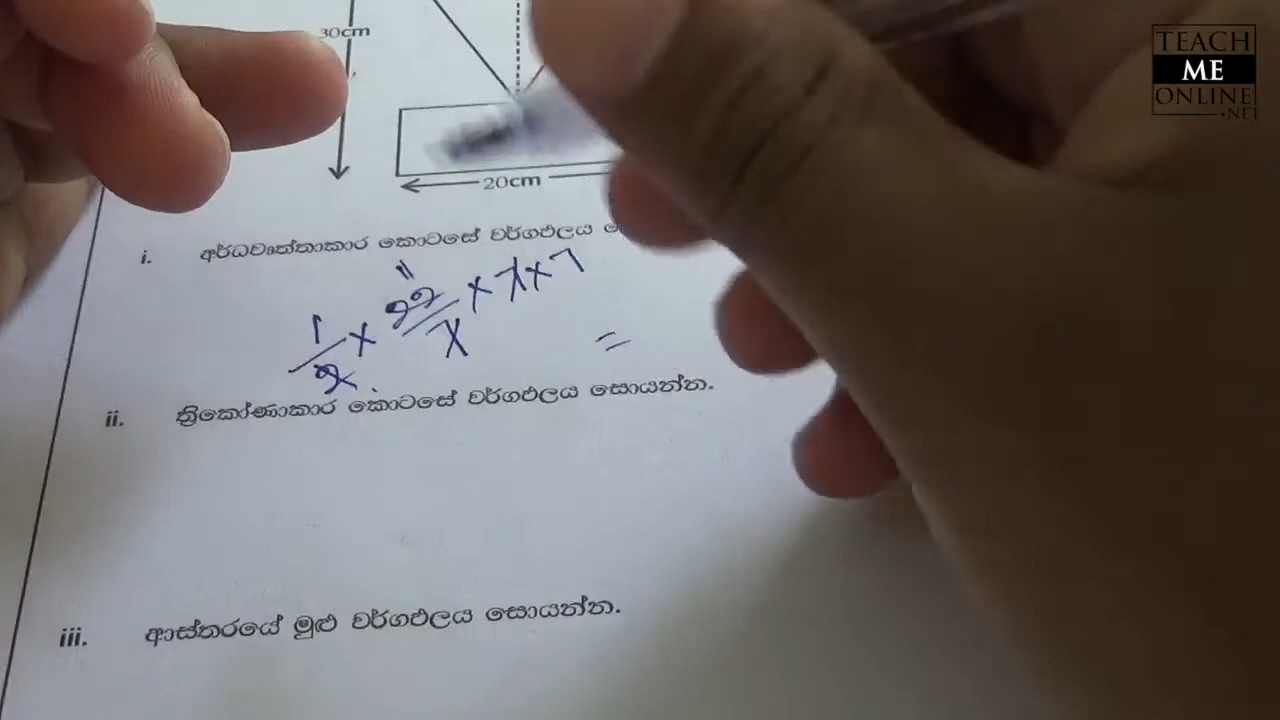 TEACH
ME
ONLINE
.NET
30cm
20cm
i. අර්ධවෘත්තාකාර කොටසේ වර්ගඵලය
11
1/2 × 22/7 × 7 × 7
=
ii. ත්‍රිකෝණාකාර කොටසේ වර්ගඵලය සොයන්න.
iii. ආස්තරයේ මුළු වර්ගඵලය සොයන්න.